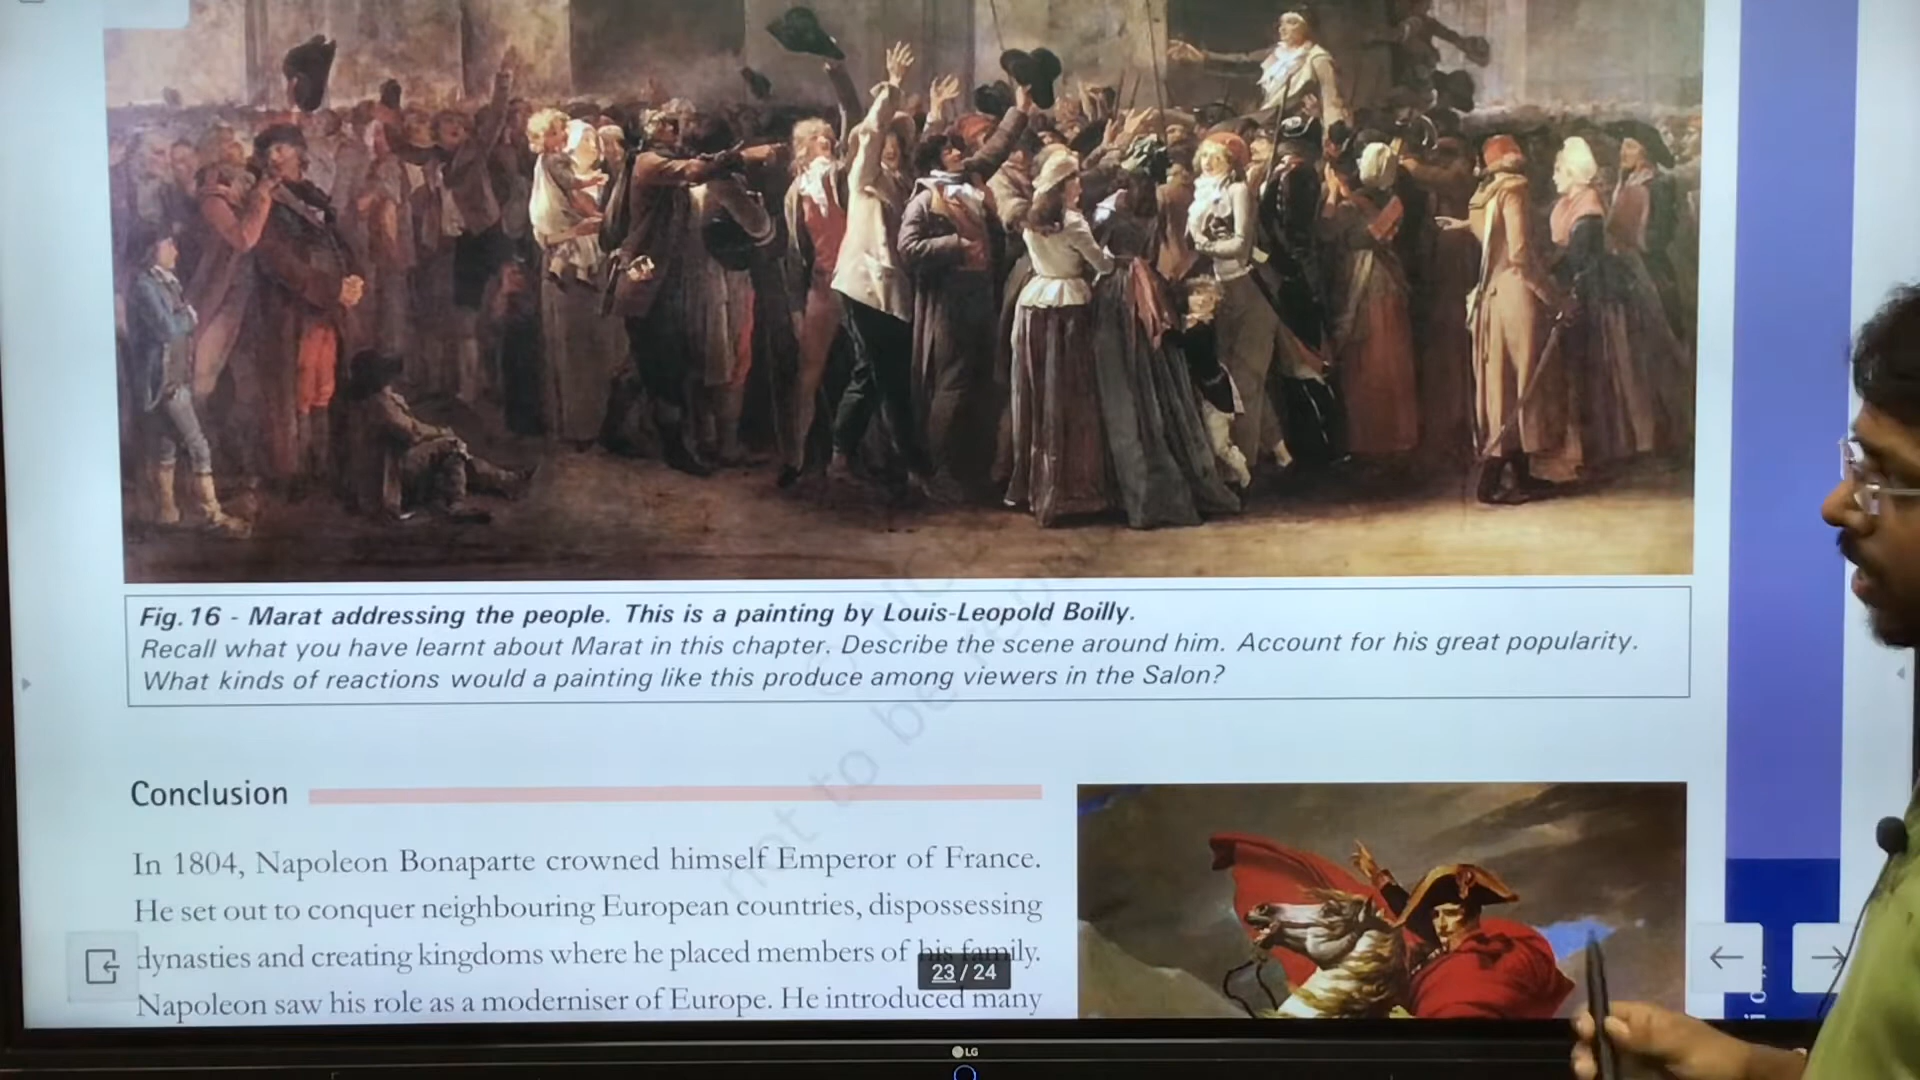 Fig. 16 - Marat addressing the people. This is a painting by Louis-Leopold Boilly.
Recall what you have learnt about Marat in this chapter. Describe the scene around him. Account for his great popularity.
What kinds of reactions would a painting like this produce among viewers in the Salon?
Conclusion
In 1804, Napoleon Bonaparte crowned himself Emperor of France.
He set out to conquer neighbouring European countries, dispossessing
dynasties and creating kingdoms where he placed members of his family.
Napoleon saw his role as a moderniser of Europe. He introduced many
23 / 24
not to be
LG